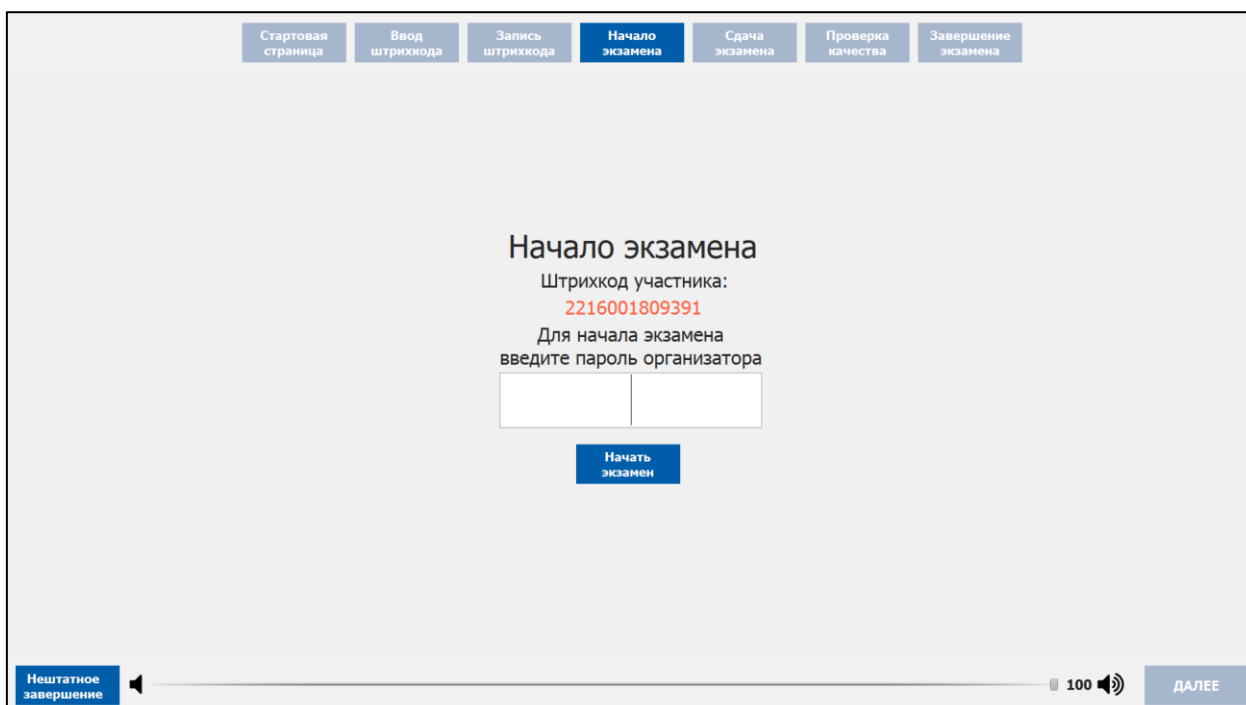 Стартовая страница
Ввод штрихкода
Запись штрихкода
Начало экзамена
Сдача экзамена
Проверка качества
Завершение экзамена
Начало экзамена
Штрихкод участника:
2216001809391
Для начала экзамена
введите пароль организатора
Начать
экзамен
Нештатное
завершение
100
ДАЛЕЕ